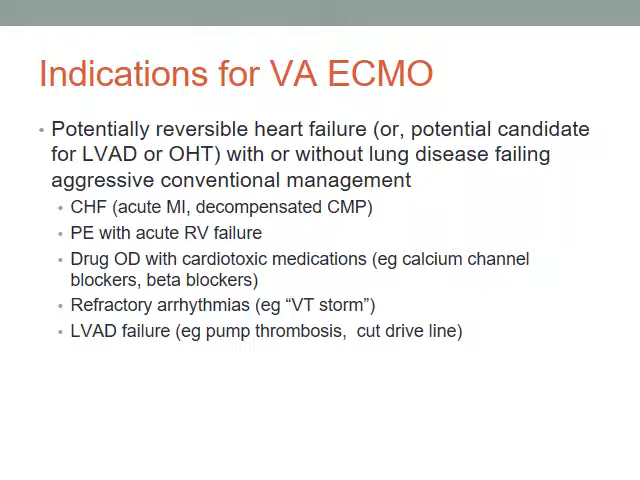 Indications for VA ECMO
• Potentially reversible heart failure (or, potential candidate
for LVAD or OHT) with or without lung disease failing
aggressive conventional management
• CHF (acute MI, decompensated CMP)
• PE with acute RV failure
• Drug OD with cardiotoxic medications (eg calcium channel
blockers, beta blockers)
• Refractory arrhythmias (eg “VT storm”)
• LVAD failure (eg pump thrombosis,  cut drive line)